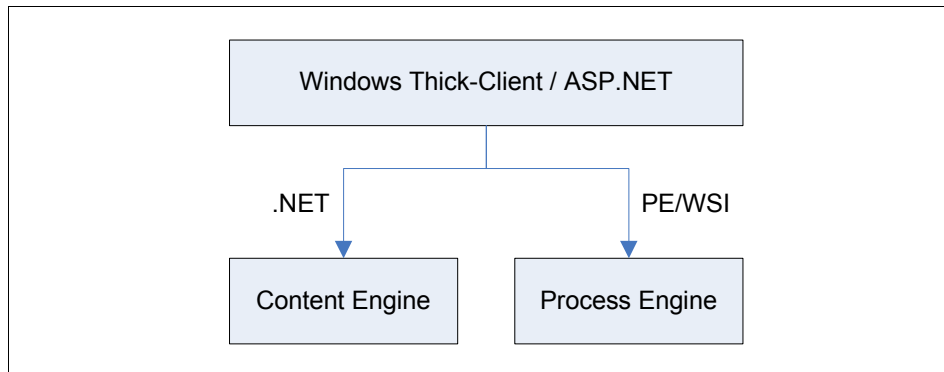 Windows Thick-Client / ASP.NET
.NET
PE/WSI
Content Engine
Process Engine